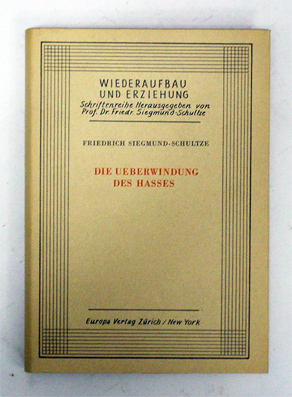 WIEDERAUFBAU
UND ERZIEHUNG
Schriftenreihe Herausgegeben von
Prof. Dr. Friedr. Siegmund-Schultze
FRIEDRICH SIEGMUND-SCHULTZE
DIE UEBERWINDUNG
DES HASSES
Europa Verlag Zürich / New York